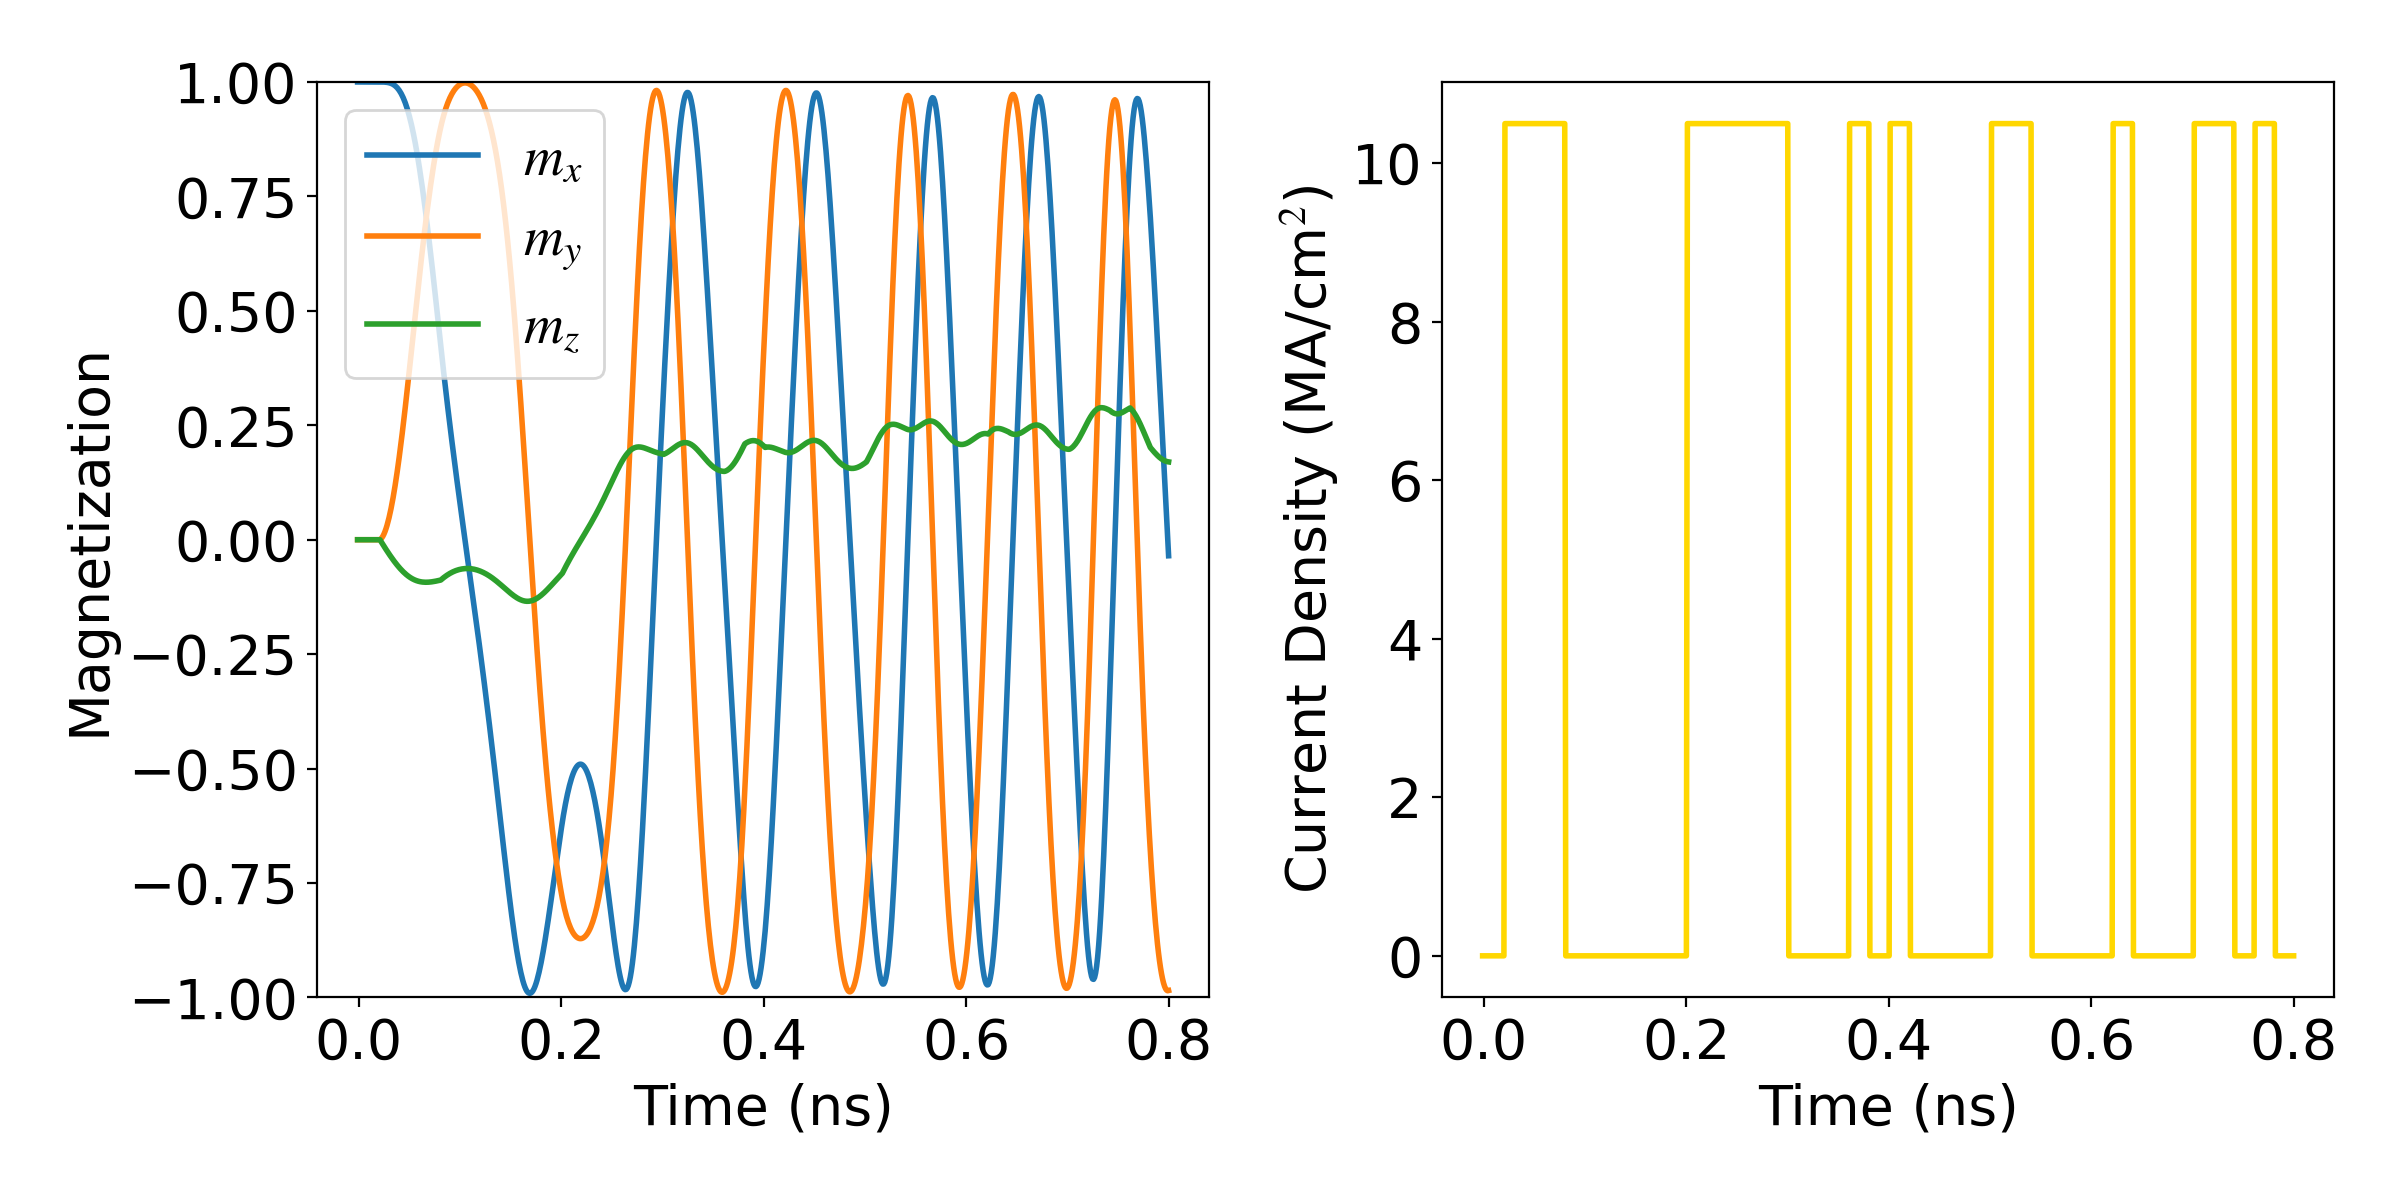 1.00
0.75
0.50
0.25
0.00
−0.25
−0.50
−0.75
−1.00
Magnetization
m_x
m_y
m_z
0.0 0.2 0.4 0.6 0.8
Time (ns)
10
8
6
4
2
0
Current Density (MA/cm²)
0.0 0.2 0.4 0.6 0.8
Time (ns)